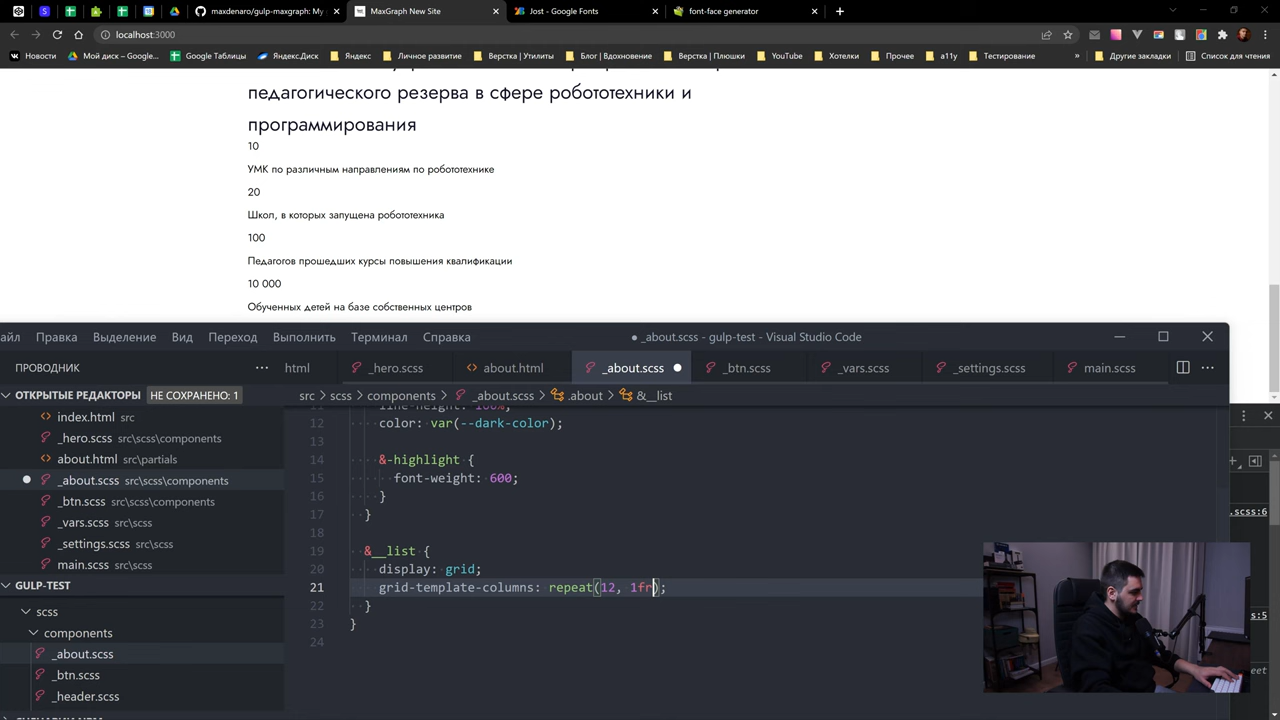 maxdenaro/gulp-maxgraph: My
MaxGraph New Site
Jost - Google Fonts
font-face generator
localhost:3000
Новости
Мой диск – Google...
Google Таблицы
Яндекс.Диск
Яндекс
Личное развитие
Верстка | Утилиты
Блог | Вдохновение
Верстка | Плюшки
YouTube
Хотелки
Прочее
a11y
Тестирование
»
Другие закладки
Список для чтения
педагогического резерва в сфере робототехники и
программирования
10
УМК по различным направлениям по робототехнике
20
Школ, в которых запущена робототехника
100
Педагогов прошедших курсы повышения квалификации
10 000
Обученных детей на базе собственных центров
айл Правка Выделение Вид Переход Выполнить Терминал Справка
● _about.scss - gulp-test - Visual Studio Code
ПРОВОДНИК
html _hero.scss about.html _about.scss _btn.scss _vars.scss _settings.scss main.scss
ОТКРЫТЫЕ РЕДАКТОРЫ НЕ СОХРАНЕНО: 1
index.html src
_hero.scss src\scss\components
about.html src\partials
_about.scss src\scss\components
_btn.scss src\scss\components
_vars.scss src\scss
_settings.scss src\scss
main.scss src\scss
GULP-TEST
scss
components
_about.scss
_btn.scss
_header.scss
src > scss > components > _about.scss > .about > &__list
line-height: 100%;
12 color: var(--dark-color);
13
14 &-highlight {
15 font-weight: 600;
16 }
17 }
18
19 &__list {
20 display: grid;
21 grid-template-columns: repeat(12, 1fr);
22 }
23 }
24
.scss:6
.scss:5